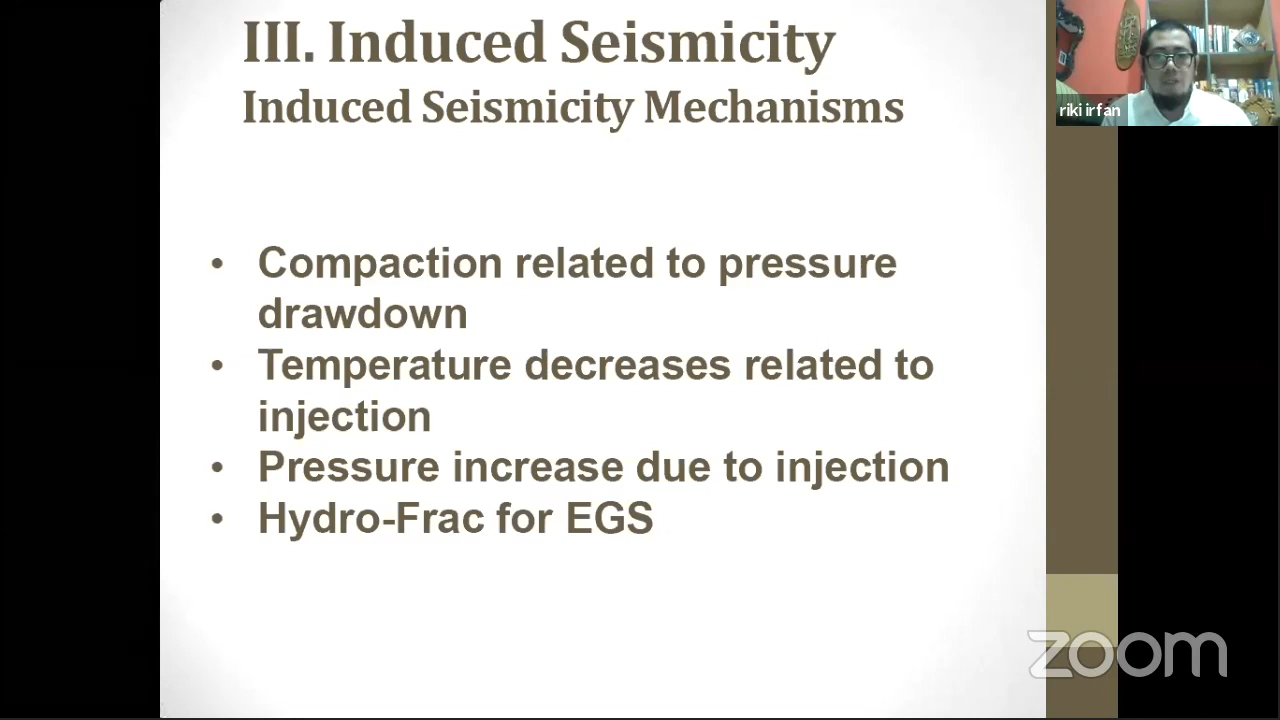 III. Induced Seismicity
Induced Seismicity Mechanisms
riki irfan
• Compaction related to pressure
drawdown
• Temperature decreases related to
injection
• Pressure increase due to injection
• Hydro-Frac for EGS
zoom